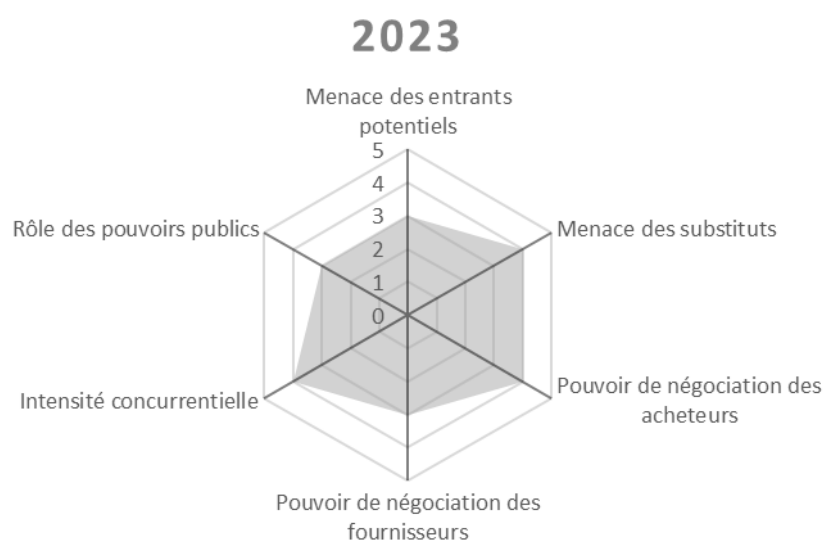 2023
Menace des entrants
potentiels
5
4
3
2
1
0
Rôle des pouvoirs publics
Menace des substituts
Intensité concurrentielle
Pouvoir de négociation des
acheteurs
Pouvoir de négociation des
fournisseurs